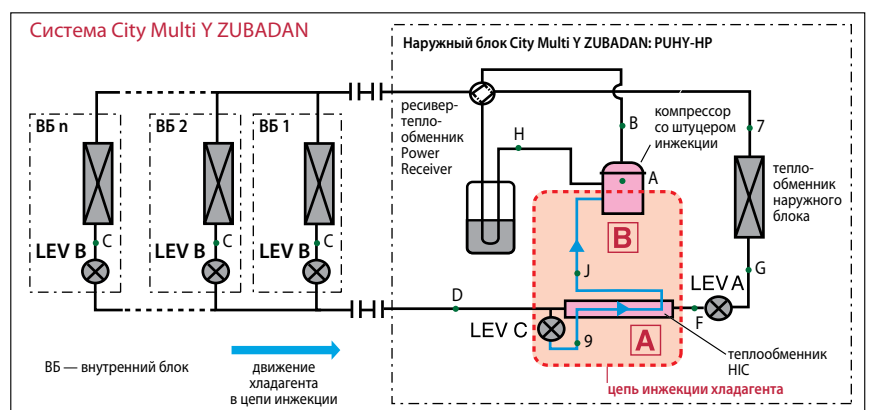 Система City Multi Y ZUBADAN
Наружный блок City Multi Y ZUBADAN: PUHY-HP
ВБ n
ВБ 2
ВБ 1
LEV B
C
LEV B
C
LEV B
C
ресивер-
тепло-
обменник
Power
Receiver
H
B
компрессор
со штуцером
инжекции
A
7
тепло-
обменник
наружного
блока
B
J
G
LEV A
D
F
LEV C
9
A
теплообменник
HIC
цепь инжекции хладагента
ВБ — внутренний блок
движение
хладагента
в цепи инжекции